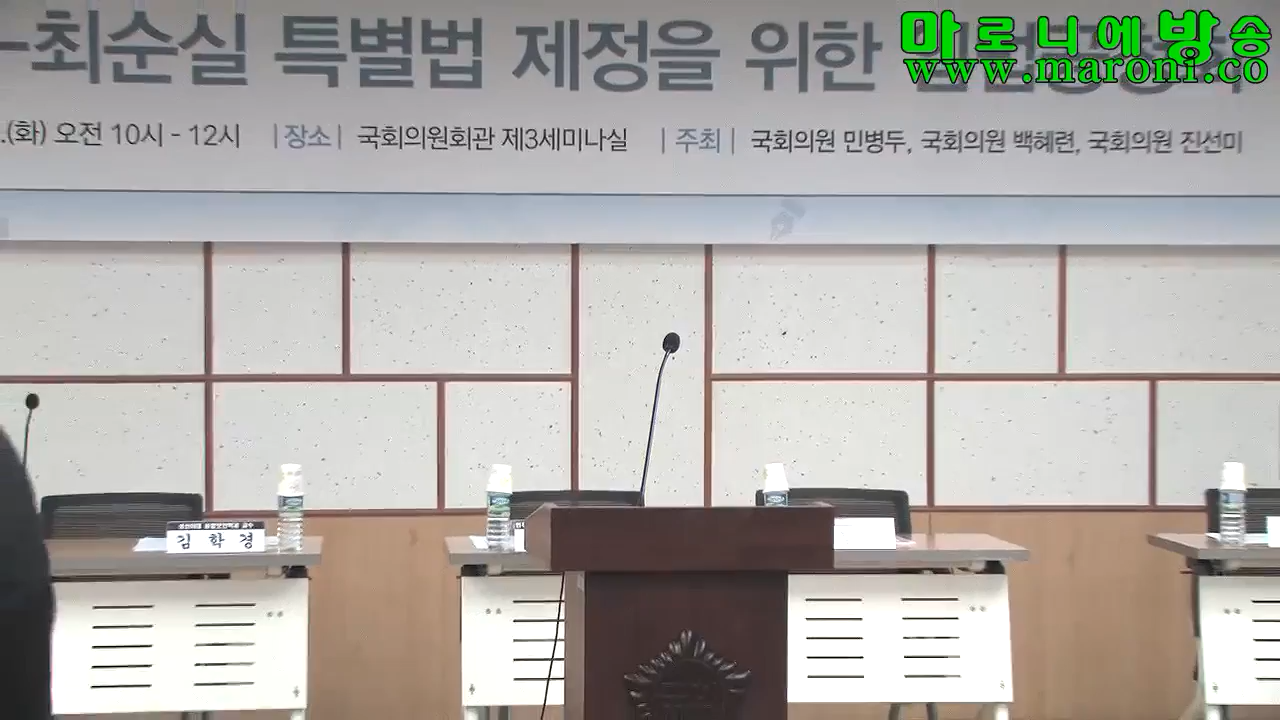 -최순실 특별법 제정을 위한
마로니에방송
www.maroni.co
.(화) 오전 10시 - 12시 | 장소 | 국회의원회관 제3세미나실 | 주최 | 국회의원 민병두, 국회의원 백혜련, 국회의원 진선미
김 학 경